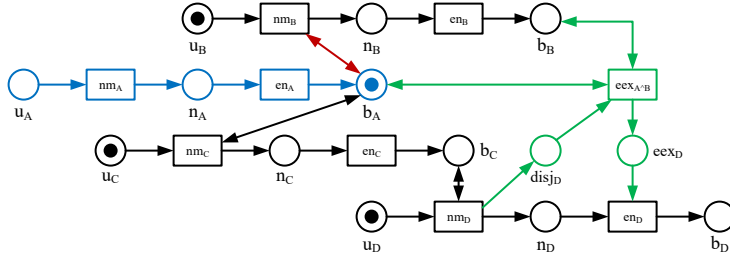 nm_B en_B
u_B n_B b_B
nm_A en_A eex_A^B
u_A n_A b_A
nm_C en_C
u_C n_C b_C disj_D eex_D
nm_D en_D
u_D n_D b_D